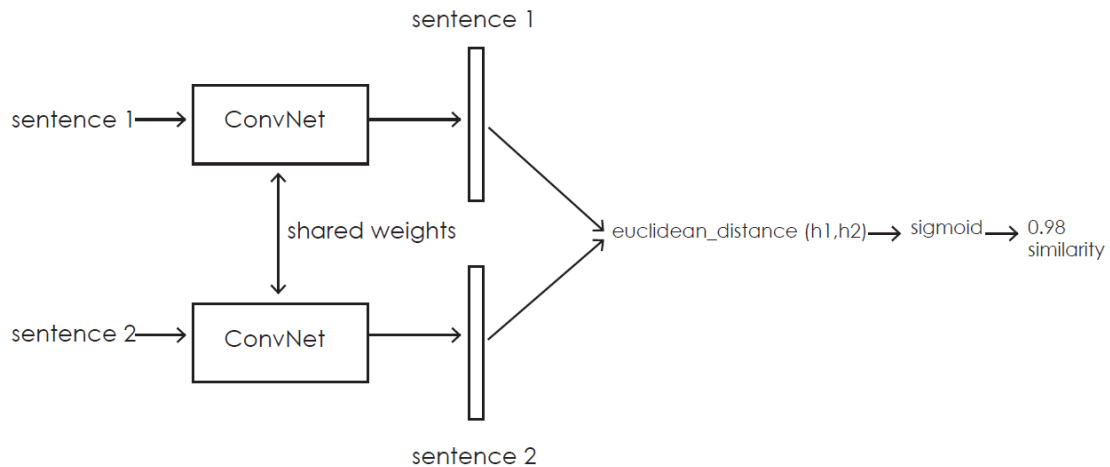 sentence 1
sentence 1
ConvNet
shared weights
euclidean_distance (h1,h2)
sigmoid
0.98
similarity
sentence 2
ConvNet
sentence 2